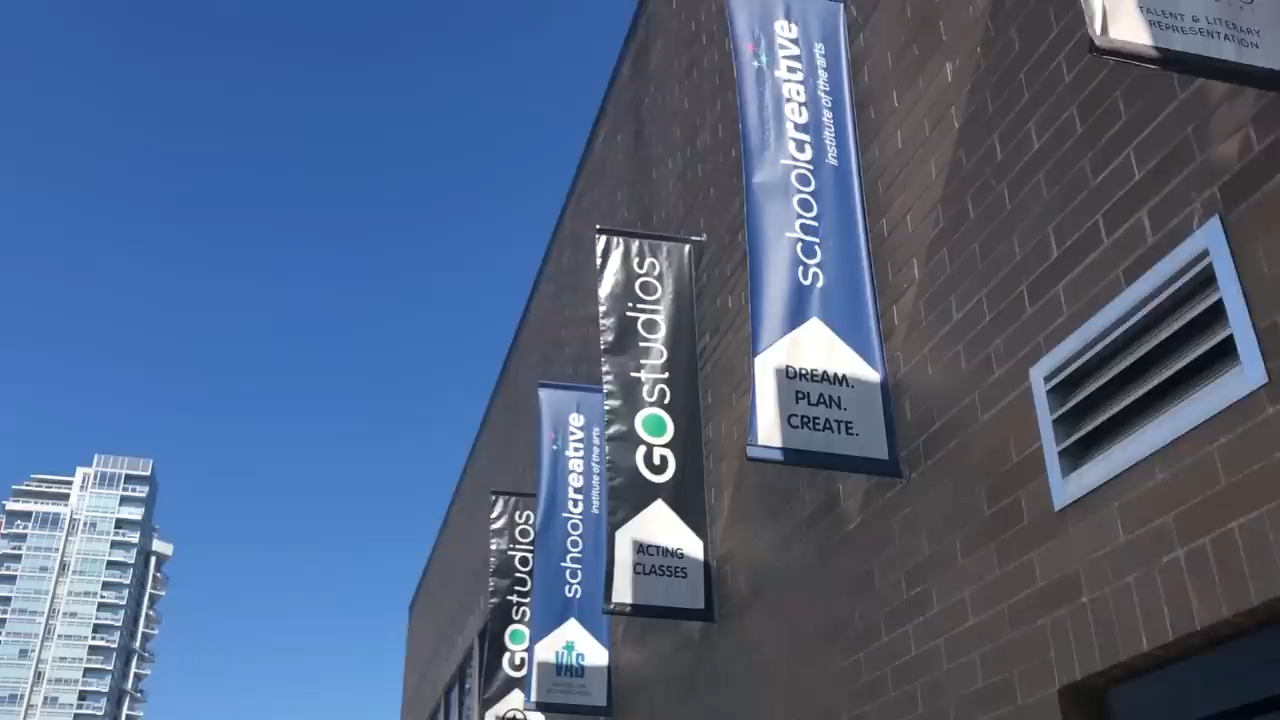 TALENT & LITERARY
REPRESENTATION
schoolcreative
institute of the arts
DREAM.
PLAN.
CREATE.
GOstudios
ACTING
CLASSES
schoolcreative
institute of the arts
VAS
GOstudios